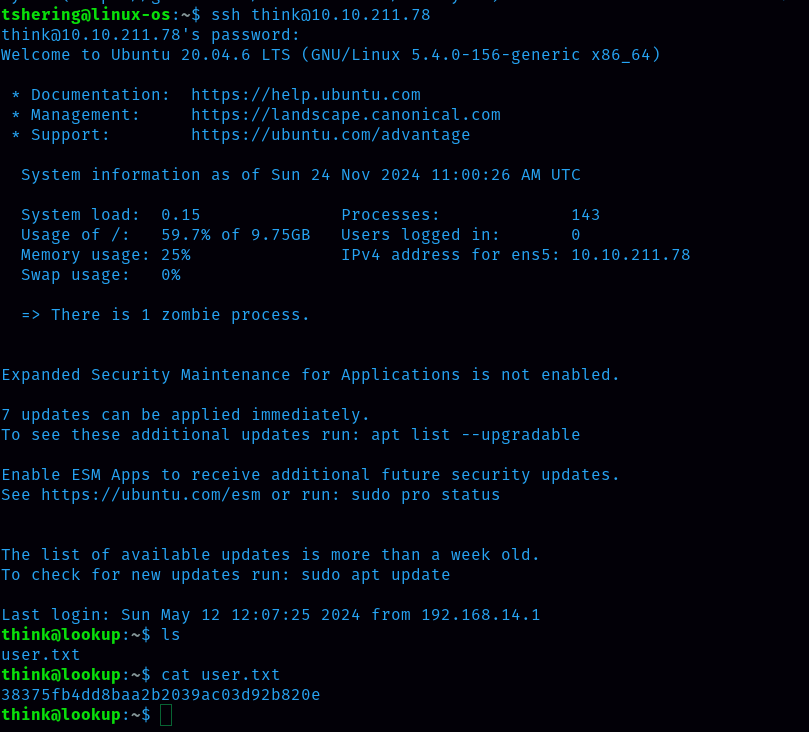 tshering@linux-os:~$ ssh think@10.10.211.78
think@10.10.211.78's password:
Welcome to Ubuntu 20.04.6 LTS (GNU/Linux 5.4.0-156-generic x86_64)
* Documentation:  https://help.ubuntu.com
* Management:     https://landscape.canonical.com
* Support:        https://ubuntu.com/advantage
System information as of Sun 24 Nov 2024 11:00:26 AM UTC
System load:  0.15              Processes:             143
Usage of /:   59.7% of 9.75GB   Users logged in:       0
Memory usage: 25%               IPv4 address for ens5: 10.10.211.78
Swap usage:   0%
=> There is 1 zombie process.
Expanded Security Maintenance for Applications is not enabled.
7 updates can be applied immediately.
To see these additional updates run: apt list --upgradable
Enable ESM Apps to receive additional future security updates.
See https://ubuntu.com/esm or run: sudo pro status
The list of available updates is more than a week old.
To check for new updates run: sudo apt update
Last login: Sun May 12 12:07:25 2024 from 192.168.14.1
think@lookup:~$ ls
user.txt
think@lookup:~$ cat user.txt
38375fb4dd8baa2b2039ac03d92b820e
think@lookup:~$